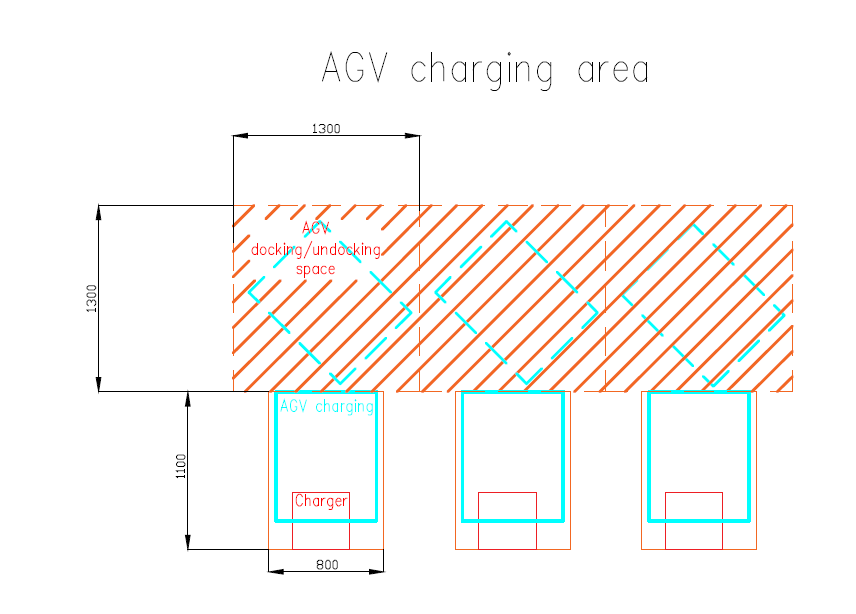 AGV charging area
1300
AGV
docking/undocking
space
1300
AGV charging
1100
Charger
800